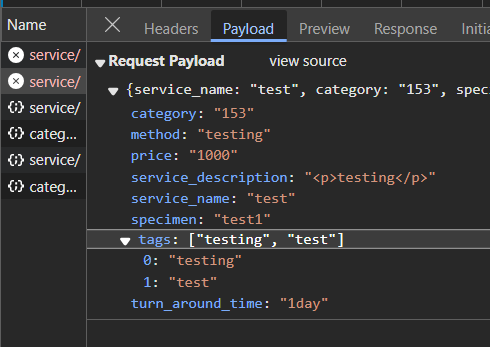 Name
Headers Payload Preview Response Initiat
service/
service/
service/
categ...
service/
categ...
Request Payload view source
{service_name: "test", category: "153", spec
category: "153"
method: "testing"
price: "1000"
service_description: "<p>testing</p>"
service_name: "test"
specimen: "test1"
tags: ["testing", "test"]
0: "testing"
1: "test"
turn_around_time: "1day"